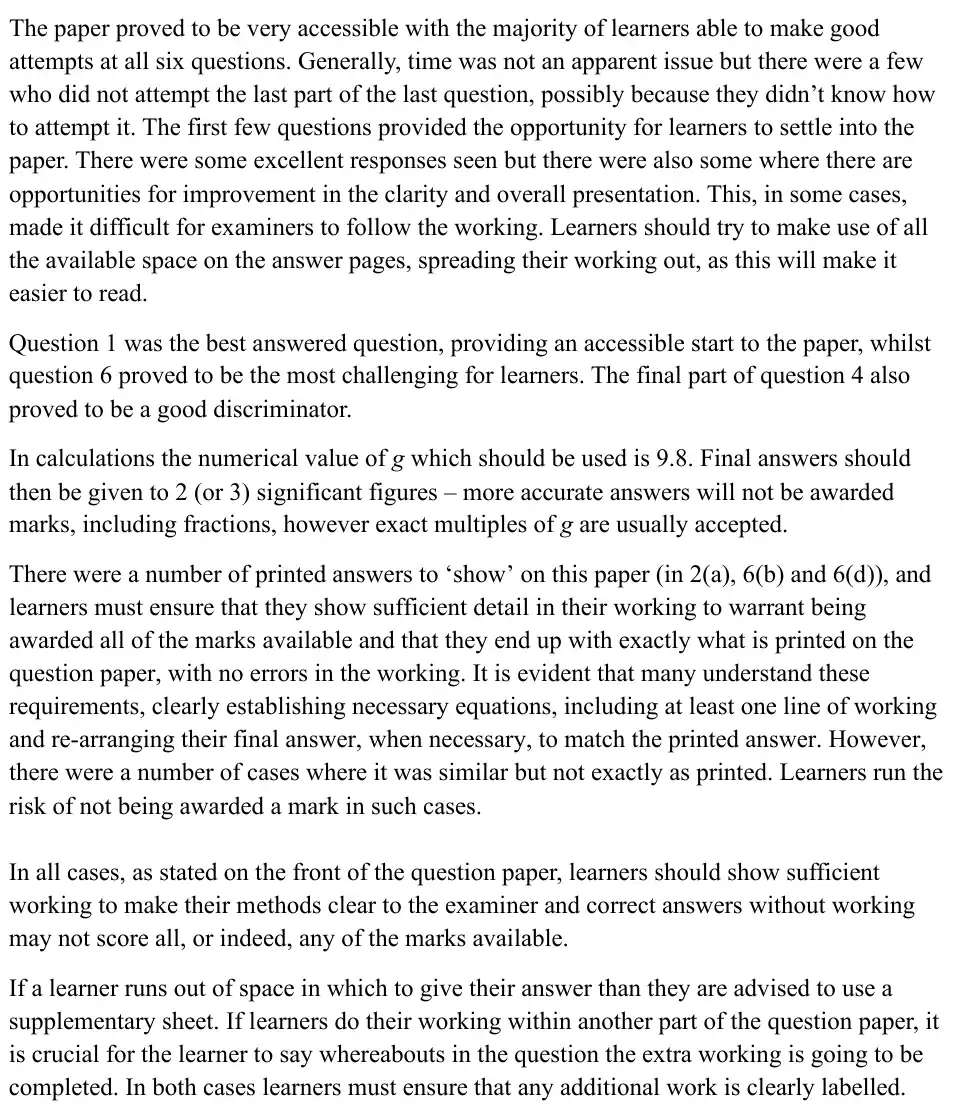 The paper proved to be very accessible with the majority of learners able to make good
attempts at all six questions. Generally, time was not an apparent issue but there were a few
who did not attempt the last part of the last question, possibly because they didn’t know how
to attempt it. The first few questions provided the opportunity for learners to settle into the
paper. There were some excellent responses seen but there were also some where there are
opportunities for improvement in the clarity and overall presentation. This, in some cases,
made it difficult for examiners to follow the working. Learners should try to make use of all
the available space on the answer pages, spreading their working out, as this will make it
easier to read.
Question 1 was the best answered question, providing an accessible start to the paper, whilst
question 6 proved to be the most challenging for learners. The final part of question 4 also
proved to be a good discriminator.
In calculations the numerical value of g which should be used is 9.8. Final answers should
then be given to 2 (or 3) significant figures – more accurate answers will not be awarded
marks, including fractions, however exact multiples of g are usually accepted.
There were a number of printed answers to ‘show’ on this paper (in 2(a), 6(b) and 6(d)), and
learners must ensure that they show sufficient detail in their working to warrant being
awarded all of the marks available and that they end up with exactly what is printed on the
question paper, with no errors in the working. It is evident that many understand these
requirements, clearly establishing necessary equations, including at least one line of working
and re-arranging their final answer, when necessary, to match the printed answer. However,
there were a number of cases where it was similar but not exactly as printed. Learners run the
risk of not being awarded a mark in such cases.
In all cases, as stated on the front of the question paper, learners should show sufficient
working to make their methods clear to the examiner and correct answers without working
may not score all, or indeed, any of the marks available.
If a learner runs out of space in which to give their answer than they are advised to use a
supplementary sheet. If learners do their working within another part of the question paper, it
is crucial for the learner to say whereabouts in the question the extra working is going to be
completed. In both cases learners must ensure that any additional work is clearly labelled.